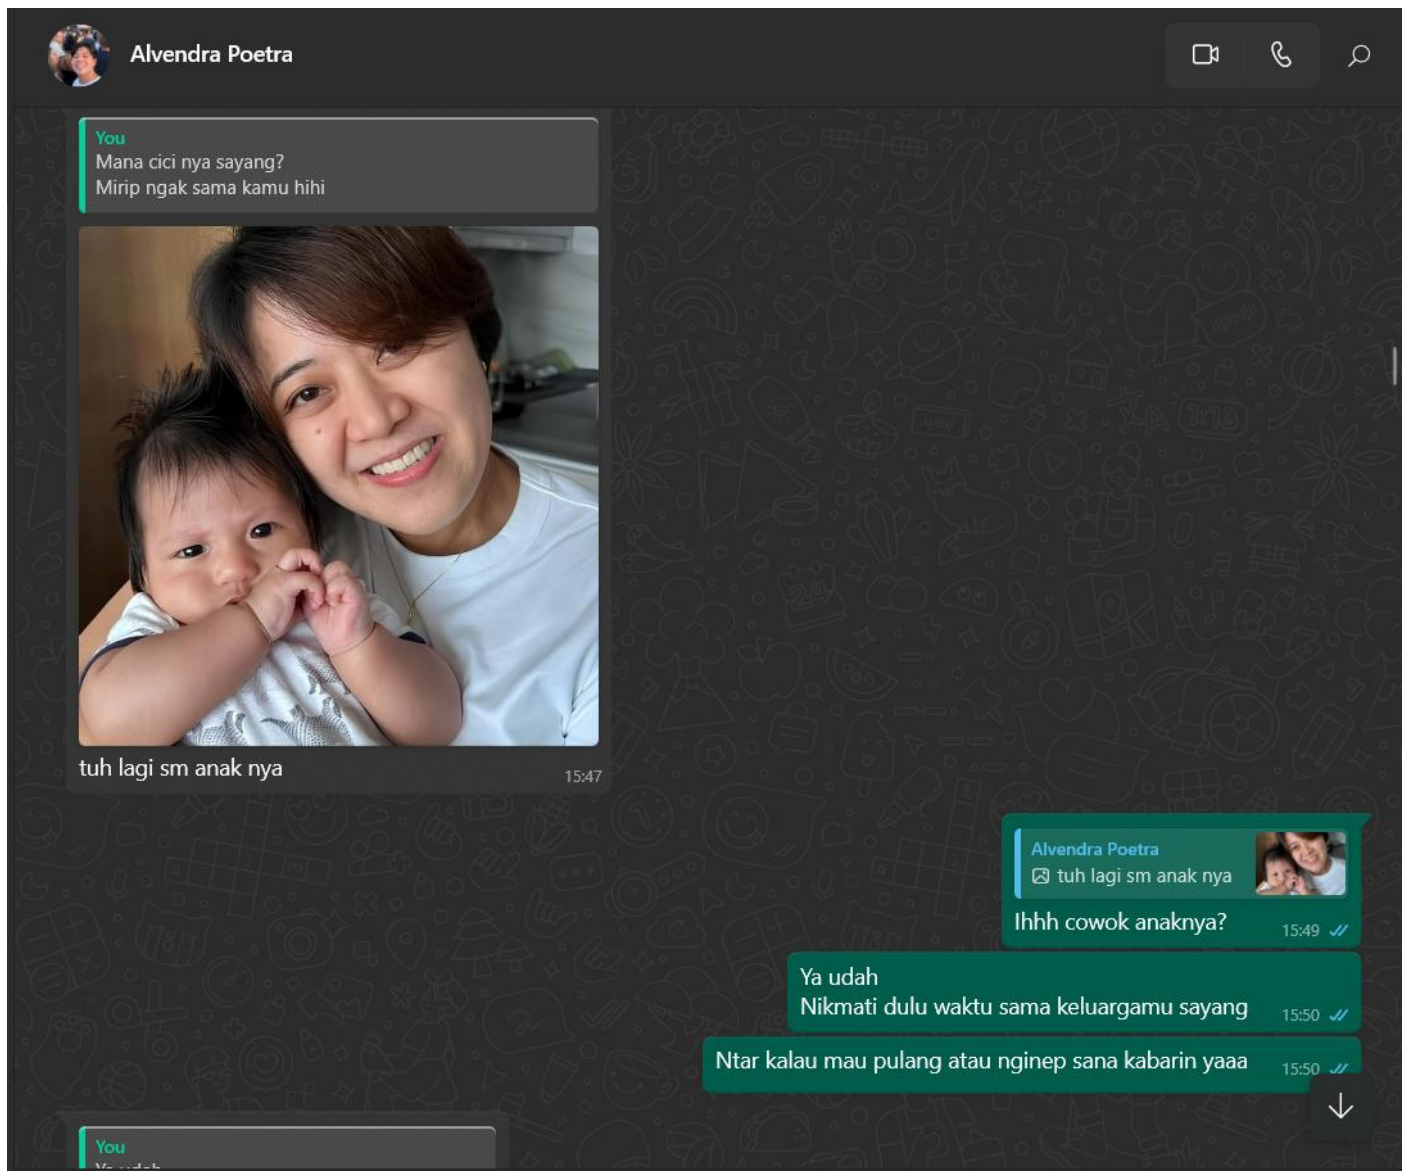 Alvendra Poetra
You
Mana cici nya sayang?
Mirip ngak sama kamu hihi
tuh lagi sm anak nya
15:47
Alvendra Poetra
tuh lagi sm anak nya
Ihhh cowok anaknya?
15:49
Ya udah
Nikmati dulu waktu sama keluargamu sayang
15:50
Ntar kalau mau pulang atau nginep sana kabarin yaaa
15:50
You
Ya udah